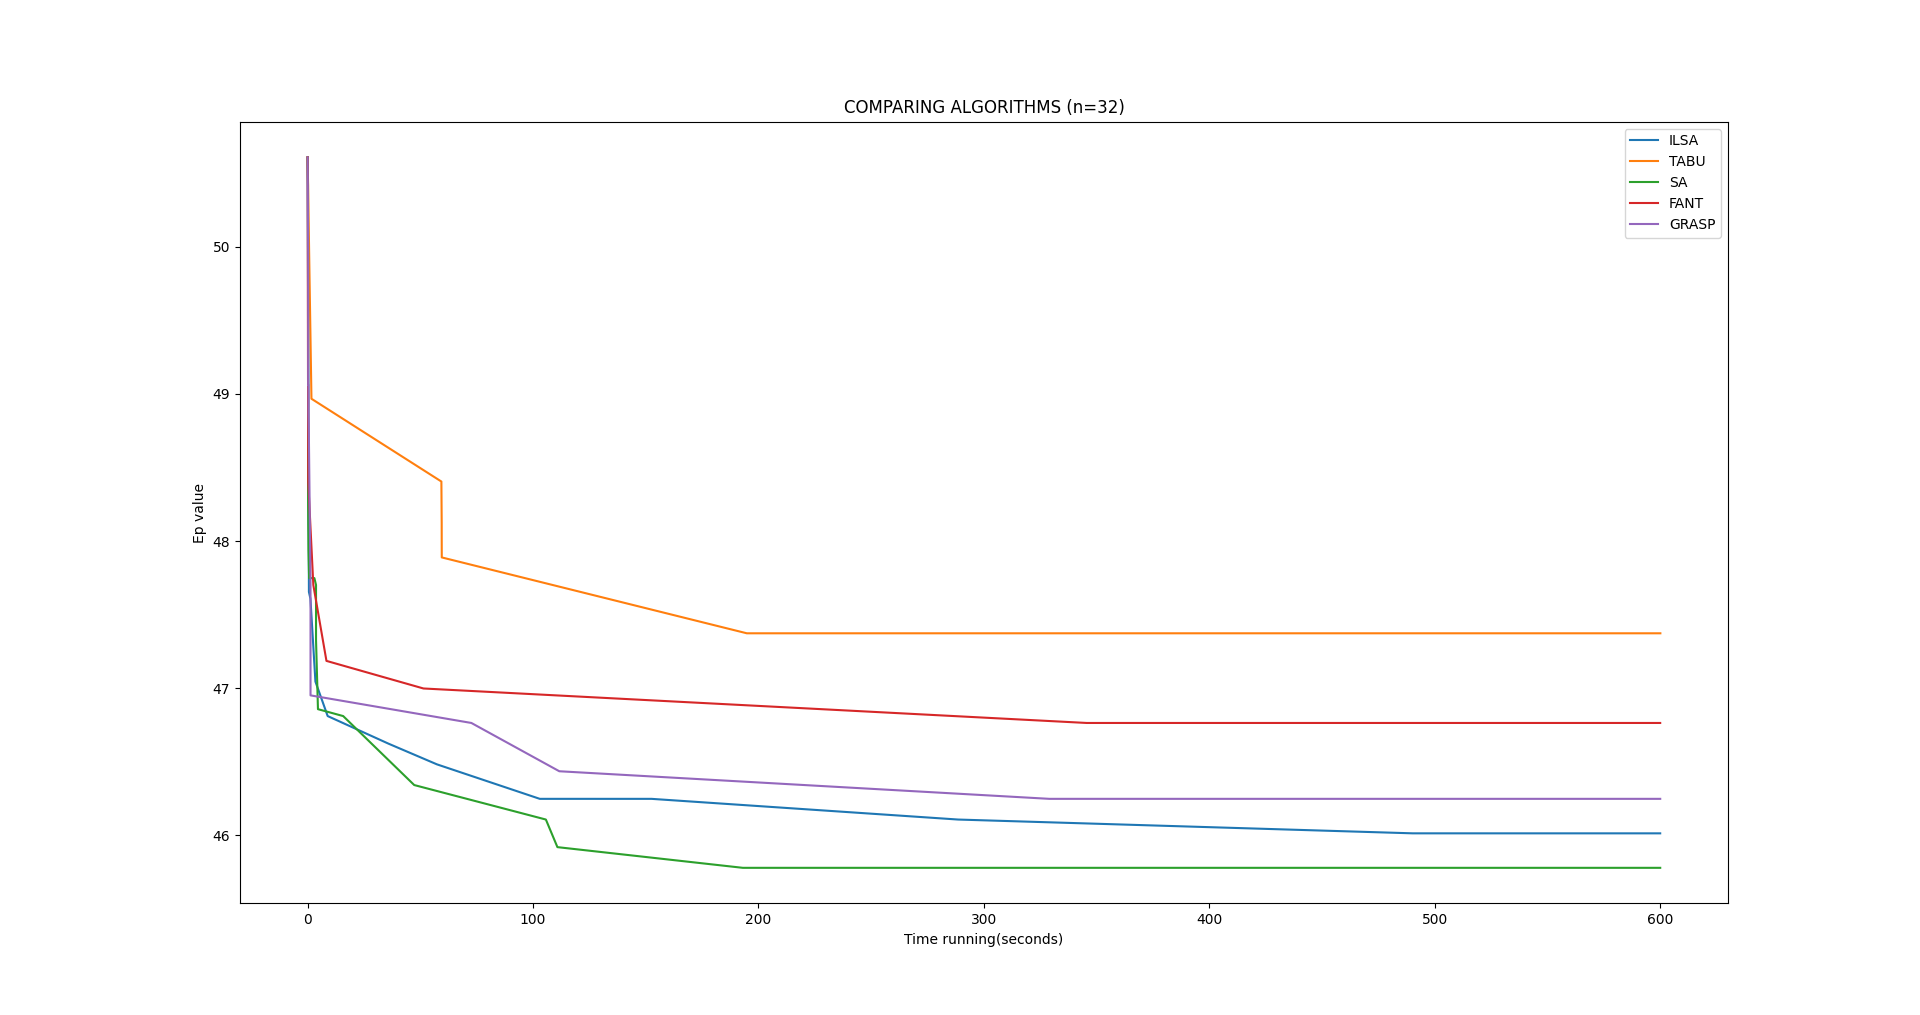 COMPARING ALGORITHMS (n=32)
ILSA
TABU
SA
FANT
GRASP
50
49
48
47
46
Ep value
0 100 200 300 400 500 600
Time running(seconds)